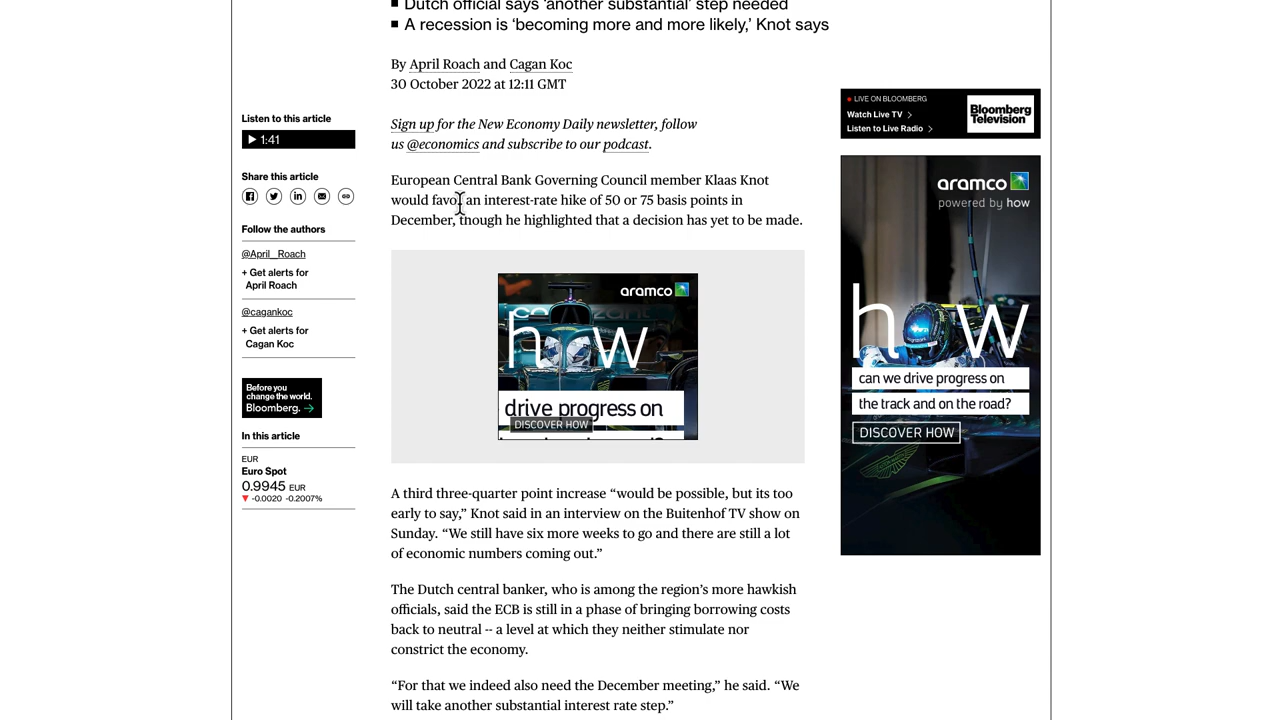 Dutch official says ‘another substantial’ step needed
A recession is ‘becoming more and more likely,’ Knot says
By April Roach and Cagan Koc
30 October 2022 at 12:11 GMT
Listen to this article
1:41
Share this article
Follow the authors
@April_Roach
+ Get alerts for
April Roach
@cagankoc
+ Get alerts for
Cagan Koc
Before you
change the world.
Bloomberg. →
In this article
EUR
Euro Spot
0.9945 EUR
▼ -0.0020 -0.2007%
Sign up for the New Economy Daily newsletter, follow
us @economics and subscribe to our podcast.
European Central Bank Governing Council member Klaas Knot
would favor an interest-rate hike of 50 or 75 basis points in
December, though he highlighted that a decision has yet to be made.
aramco
how
drive progress on
DISCOVER HOW
A third three-quarter point increase “would be possible, but its too
early to say,” Knot said in an interview on the Buitenhof TV show on
Sunday. “We still have six more weeks to go and there are still a lot
of economic numbers coming out.”
The Dutch central banker, who is among the region’s more hawkish
officials, said the ECB is still in a phase of bringing borrowing costs
back to neutral -- a level at which they neither stimulate nor
constrict the economy.
“For that we indeed also need the December meeting,” he said. “We
will take another substantial interest rate step.”
LIVE ON BLOOMBERG
Watch Live TV >
Listen to Live Radio >
Bloomberg
Television
aramco
powered by how
how
can we drive progress on
the track and on the road?
DISCOVER HOW